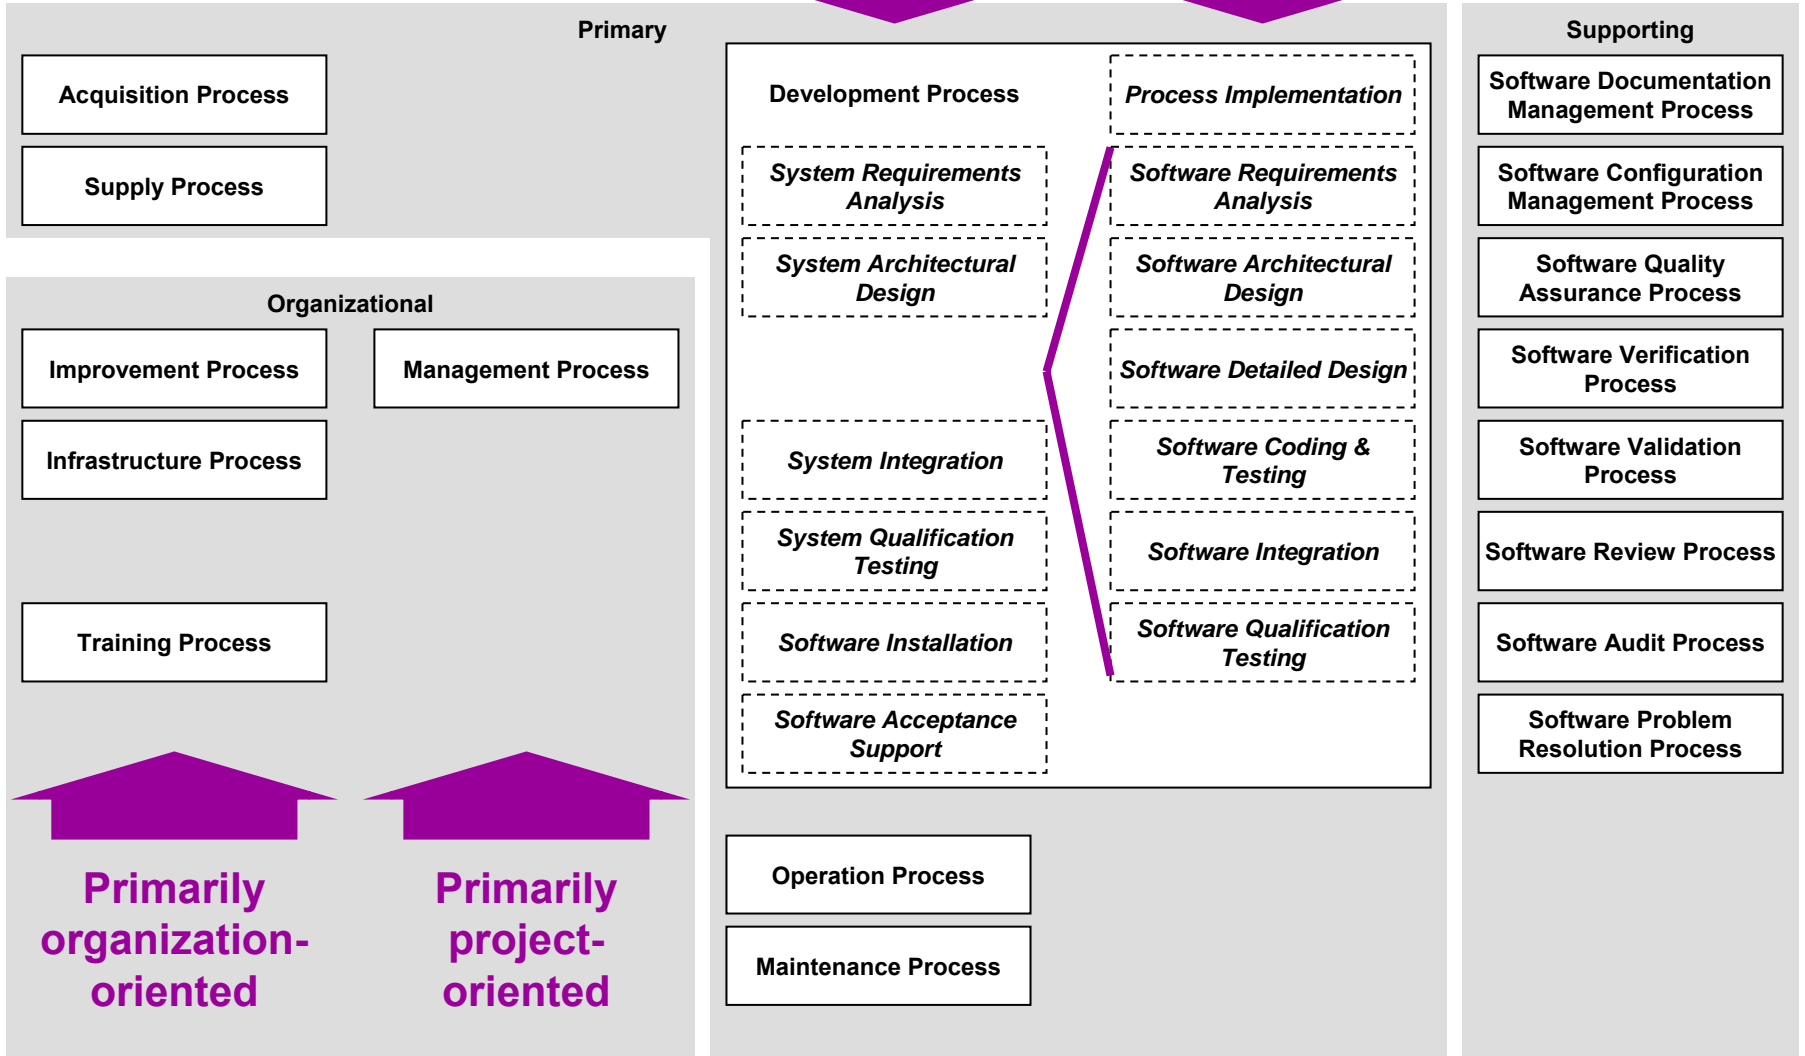 Primary
Acquisition Process
Supply Process
Organizational
Improvement Process
Management Process
Infrastructure Process
Training Process
Primarily
organization-
oriented
Primarily
project-
oriented
Development Process
System Requirements
Analysis
System Architectural
Design
System Integration
System Qualification
Testing
Software Installation
Software Acceptance
Support
Process Implementation
Software Requirements
Analysis
Software Architectural
Design
Software Detailed Design
Software Coding &
Testing
Software Integration
Software Qualification
Testing
Operation Process
Maintenance Process
Supporting
Software Documentation
Management Process
Software Configuration
Management Process
Software Quality
Assurance Process
Software Verification
Process
Software Validation
Process
Software Review Process
Software Audit Process
Software Problem
Resolution Process